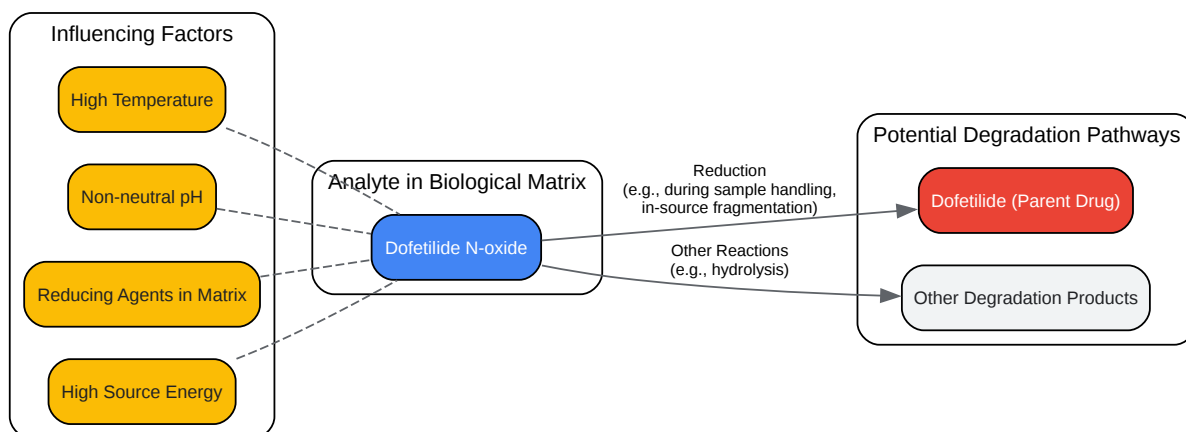 Influencing Factors
High Temperature
Non-neutral pH
Reducing Agents in Matrix
High Source Energy
Analyte in Biological Matrix
Dofetilide N-oxide
Reduction
(e.g., during sample handling,
in-source fragmentation)
Other Reactions
(e.g., hydrolysis)
Potential Degradation Pathways
Dofetilide (Parent Drug)
Other Degradation Products